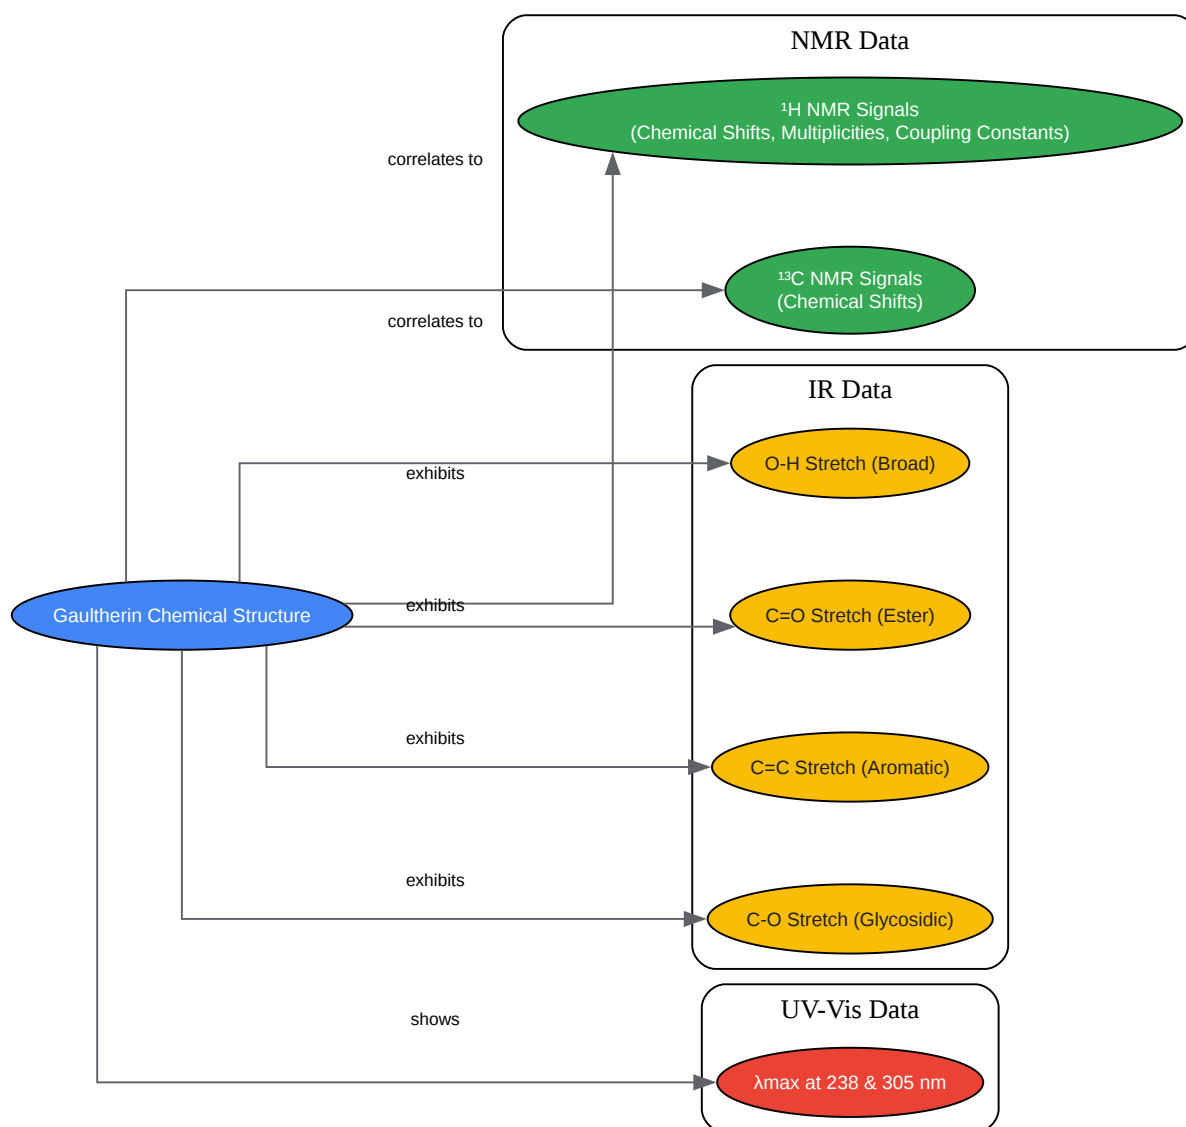 NMR Data
¹H NMR Signals
(Chemical Shifts, Multiplicities, Coupling Constants)
correlates to
¹³C NMR Signals
(Chemical Shifts)
correlates to
IR Data
O-H Stretch (Broad)
exhibits
Gaultherin Chemical Structure
exhibits
C=O Stretch (Ester)
exhibits
C=C Stretch (Aromatic)
exhibits
C-O Stretch (Glycosidic)
UV-Vis Data
shows
λmax at 238 & 305 nm